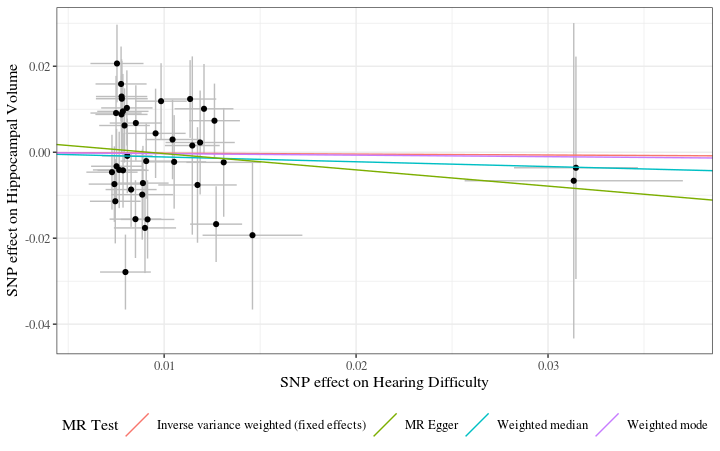 0.02
0.00
-0.02
-0.04
SNP effect on Hippocampal Volume
0.01
0.02
0.03
SNP effect on Hearing Difficulty
MR Test
Inverse variance weighted (fixed effects)
MR Egger
Weighted median
Weighted mode